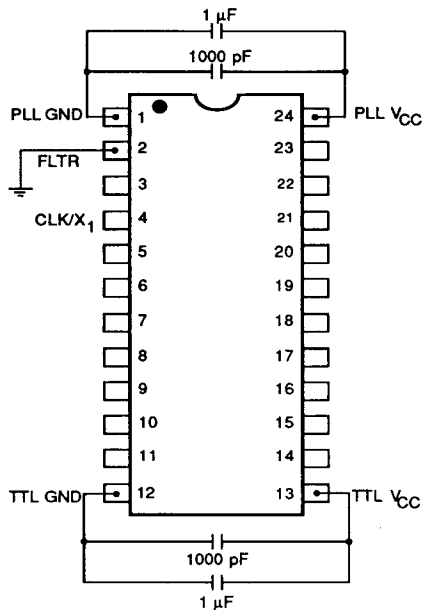 1 μF
1000 pF
PLL GND 1 24 PLL VCC
FLTR 2 23
3 22
CLK/X1 4 21
5 20
6 19
7 18
8 17
9 16
10 15
11 14
TTL GND 12 13 TTL VCC
1000 pF
1 μF